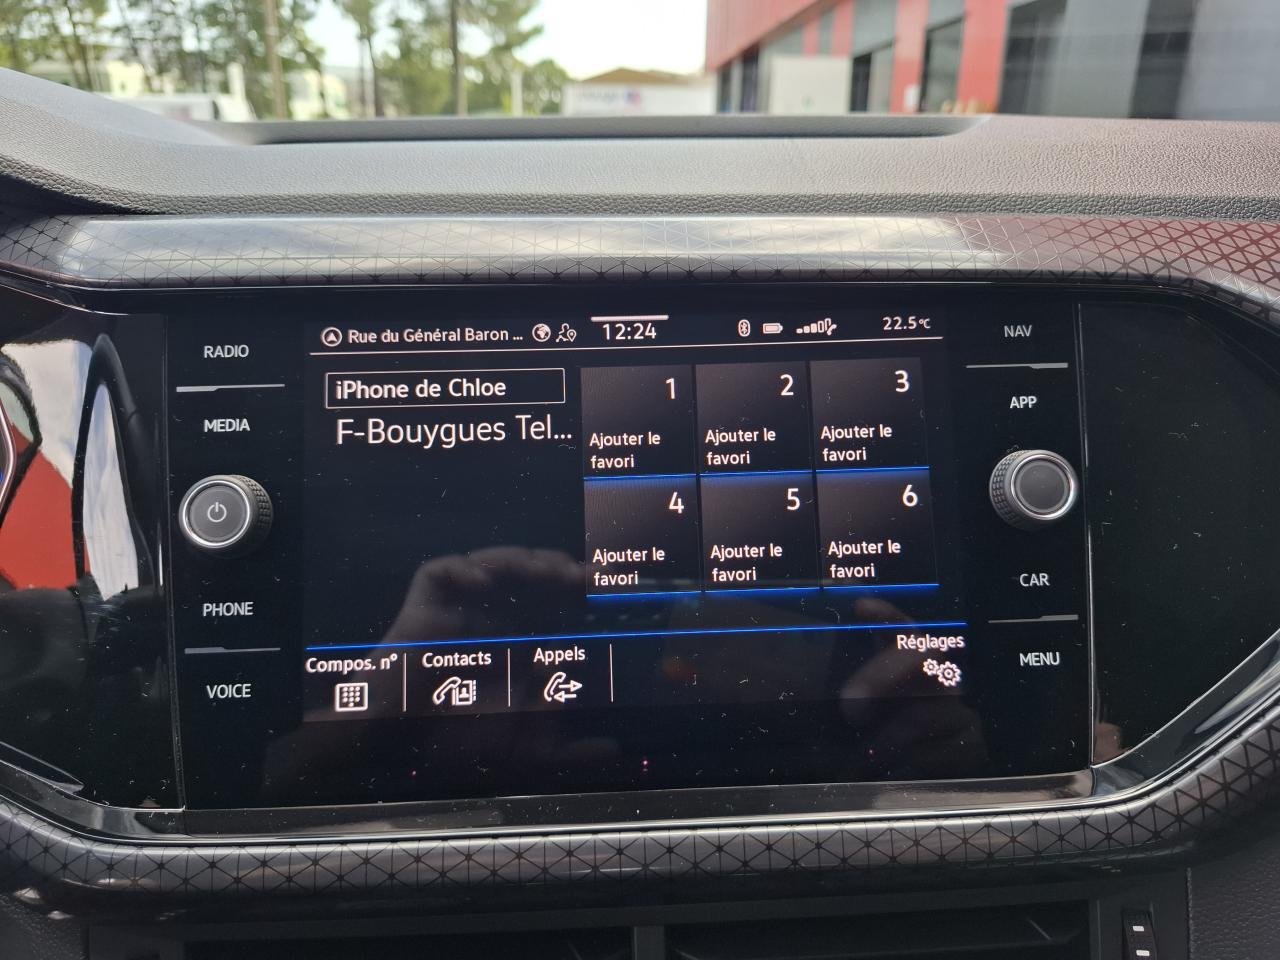 Rue du Général Baron ...
12:24
22.5°C
RADIO
MEDIA
PHONE
VOICE
iPhone de Chloe
F-Bouygues Tel...
1
Ajouter le
favori
2
Ajouter le
favori
3
Ajouter le
favori
4
Ajouter le
favori
5
Ajouter le
favori
6
Ajouter le
favori
Compos. n°
Contacts
Appels
Réglages
NAV
APP
CAR
MENU